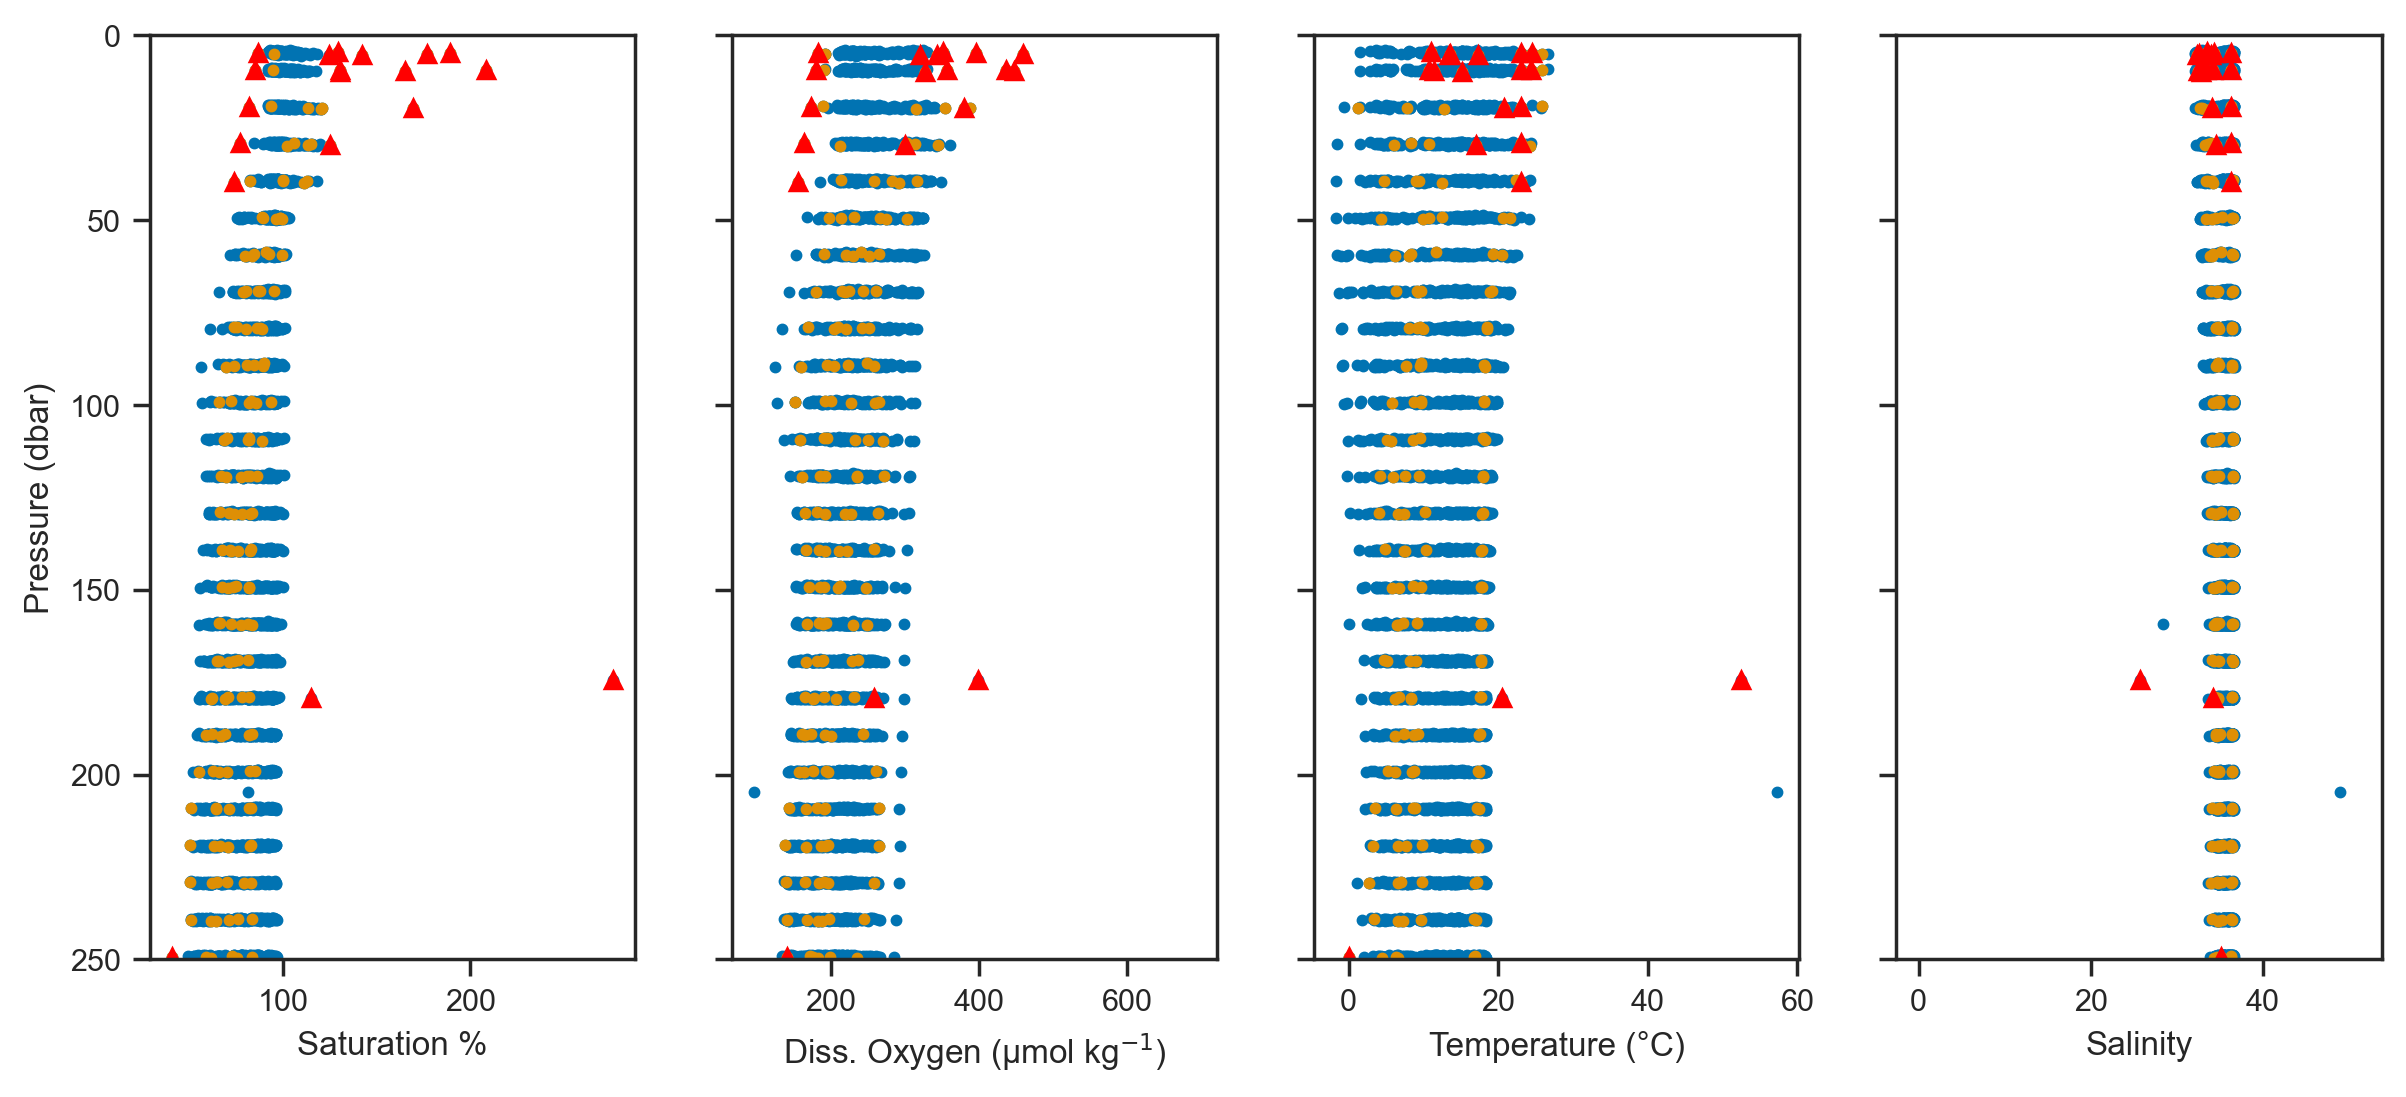 0
50
100
150
200
250
Pressure (dbar)
100 200
Saturation %
200 400 600
Diss. Oxygen (µmol kg⁻¹)
0 20 40 60
Temperature (°C)
0 20 40
Salinity